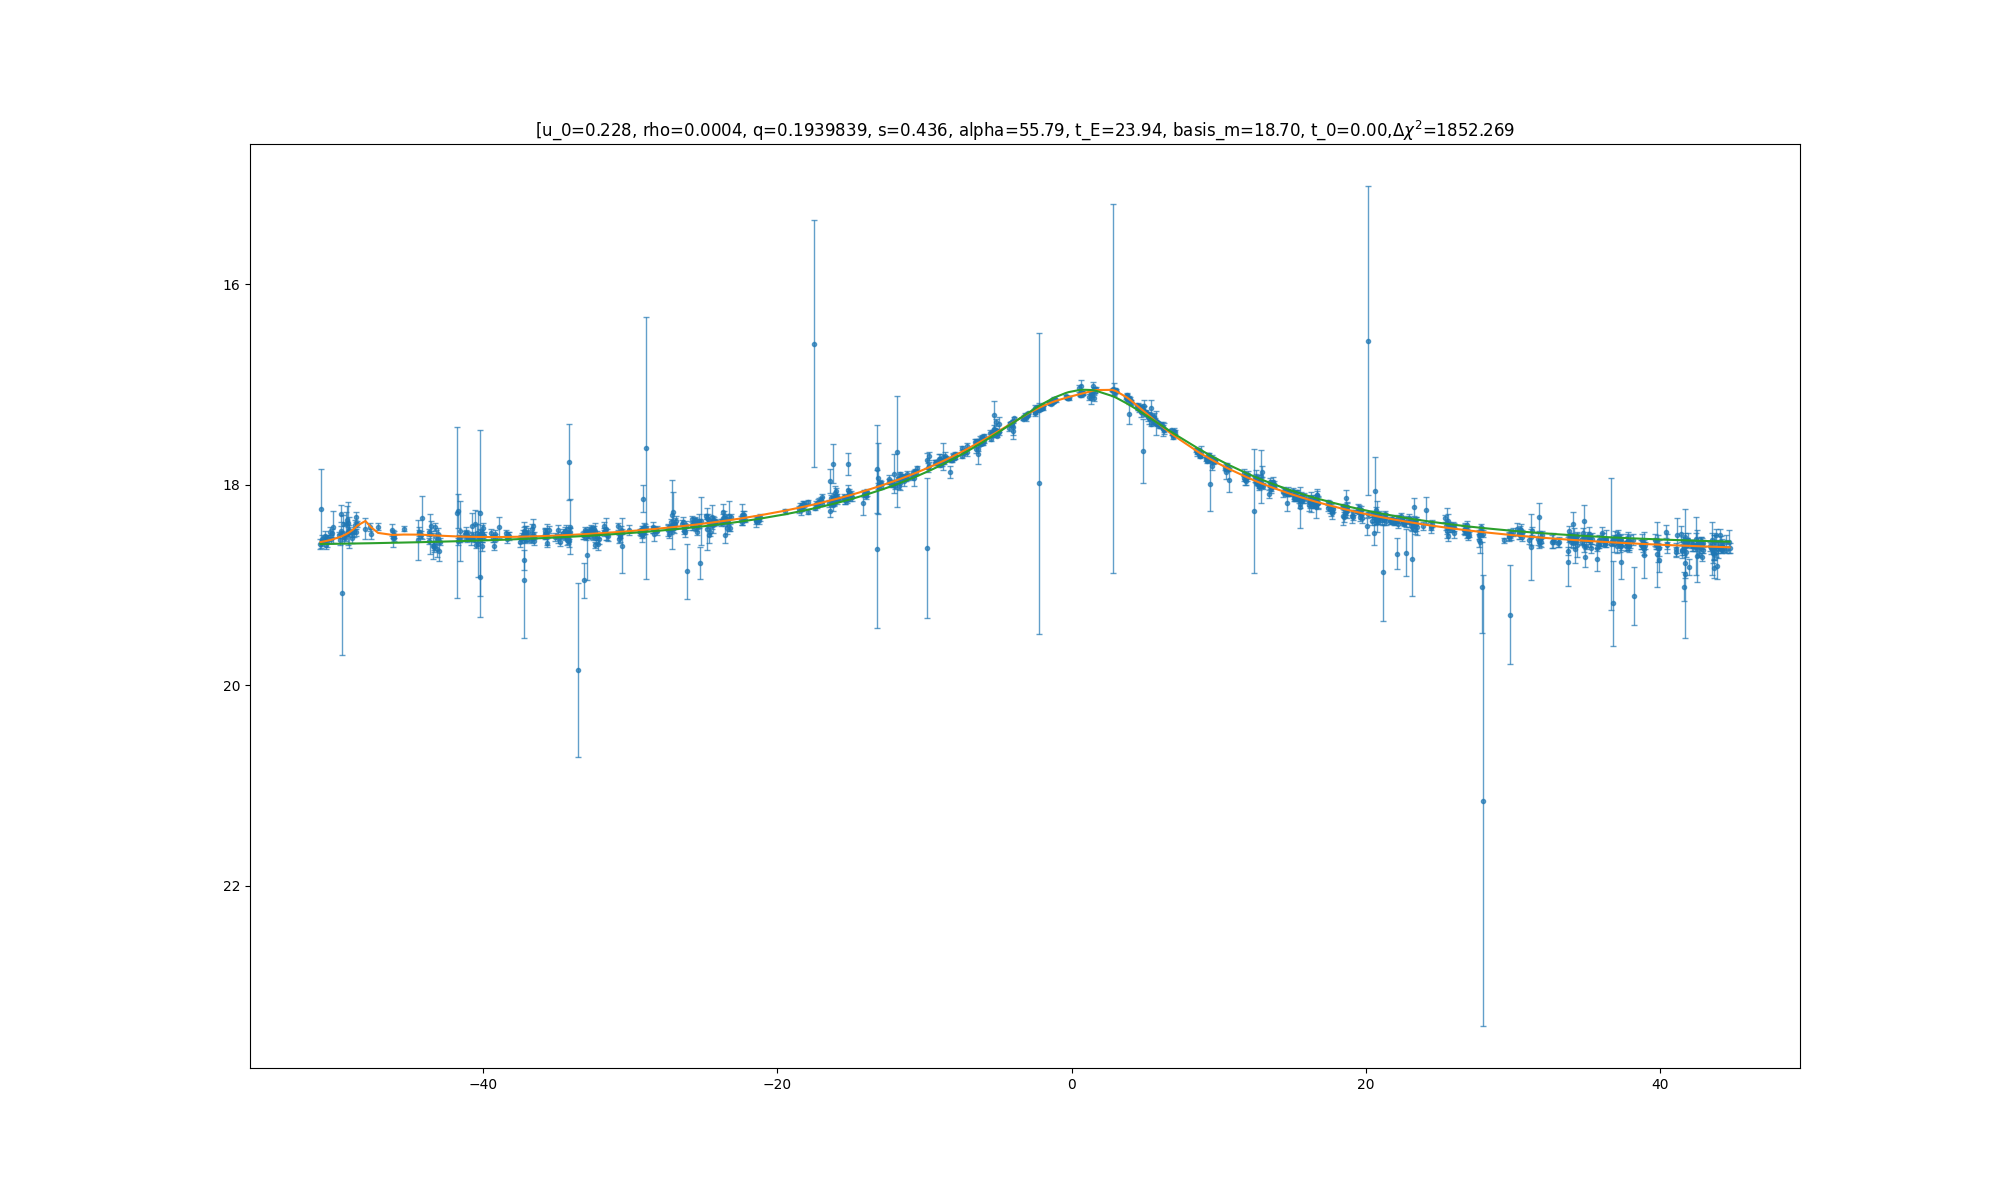 [u_0=0.228, rho=0.0004, q=0.1939839, s=0.436, alpha=55.79, t_E=23.94, basis_m=18.70, t_0=0.00,Δχ²=1852.269
16
18
20
22
−40 −20 0 20 40